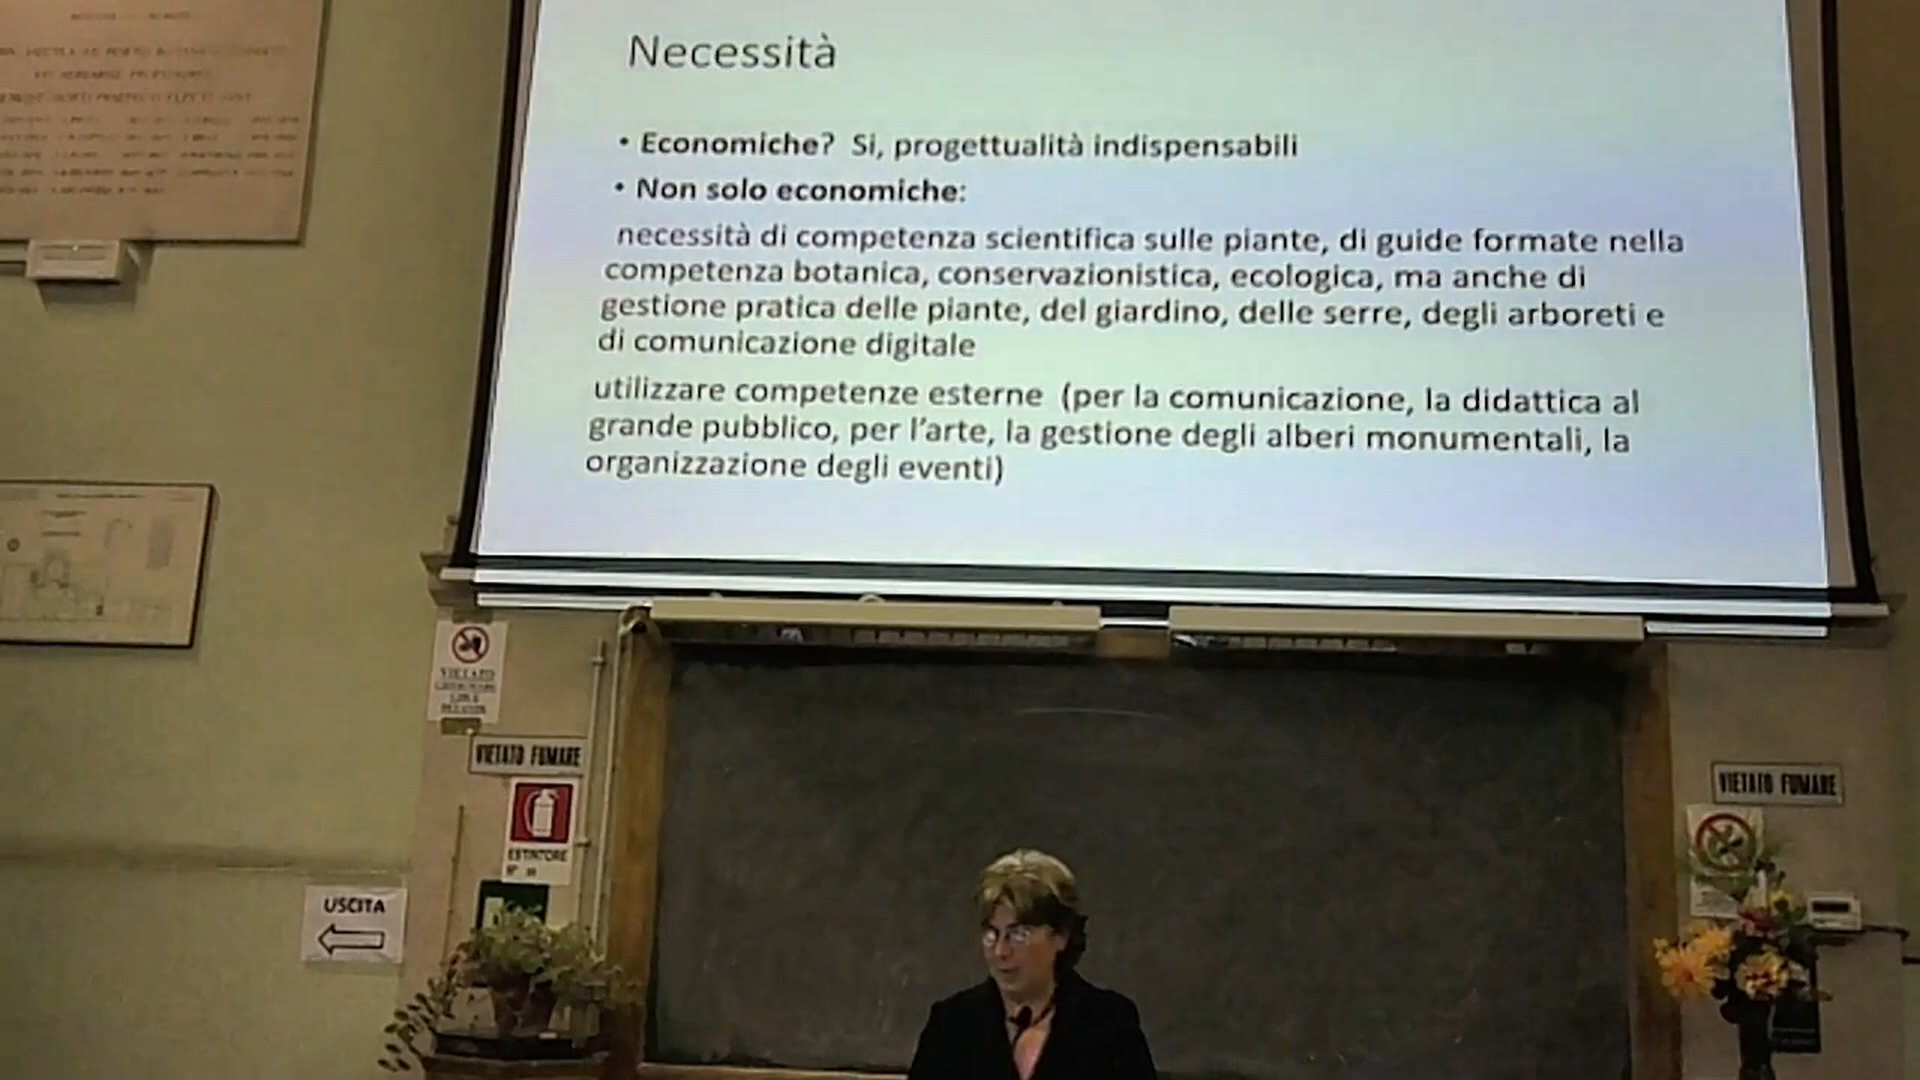 Necessità
• Economiche? Si, progettualità indispensabili
• Non solo economiche:
necessità di competenza scientifica sulle piante, di guide formate nella
competenza botanica, conservazionistica, ecologica, ma anche di
gestione pratica delle piante, del giardino, delle serre, degli arboreti e
di comunicazione digitale
utilizzare competenze esterne (per la comunicazione, la didattica al
grande pubblico, per l'arte, la gestione degli alberi monumentali, la
organizzazione degli eventi)
VIETATO
VIETATO FUMARE
ESTINTORE
N°
USCITA
VIETATO FUMARE